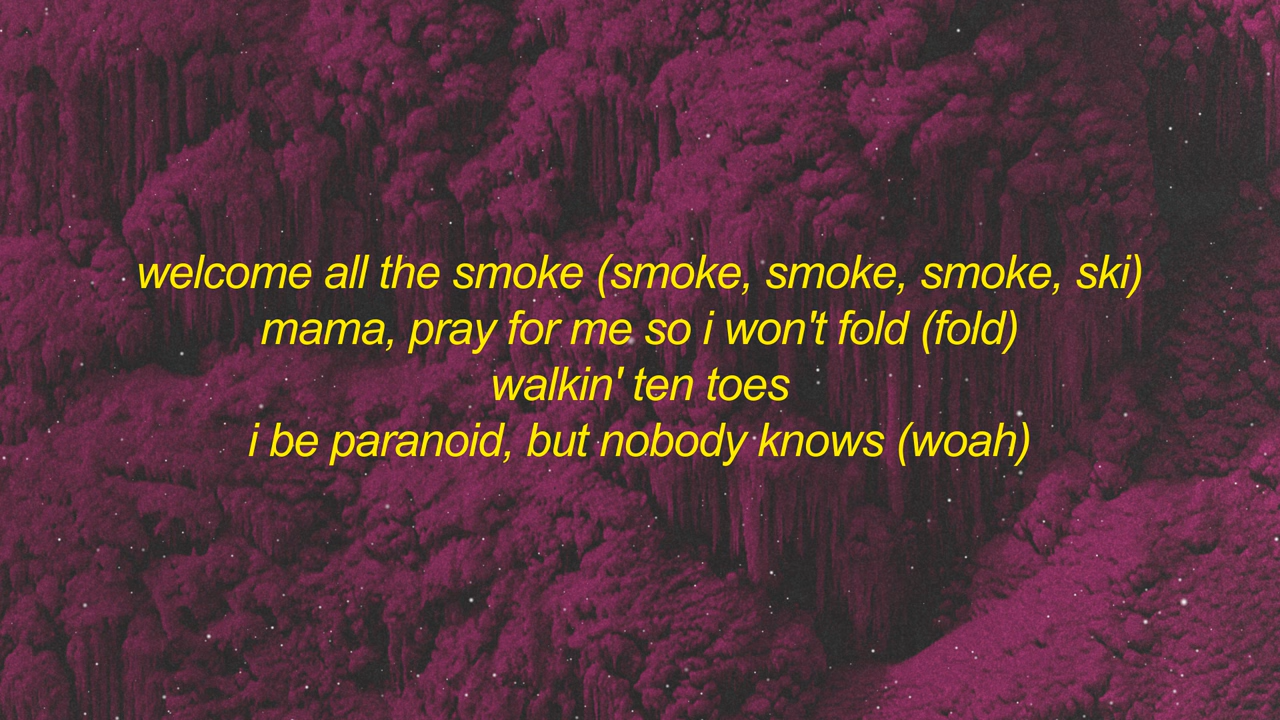 welcome all the smoke (smoke, smoke, smoke, ski)
mama, pray for me so i won't fold (fold)
walkin' ten toes
i be paranoid, but nobody knows (woah)